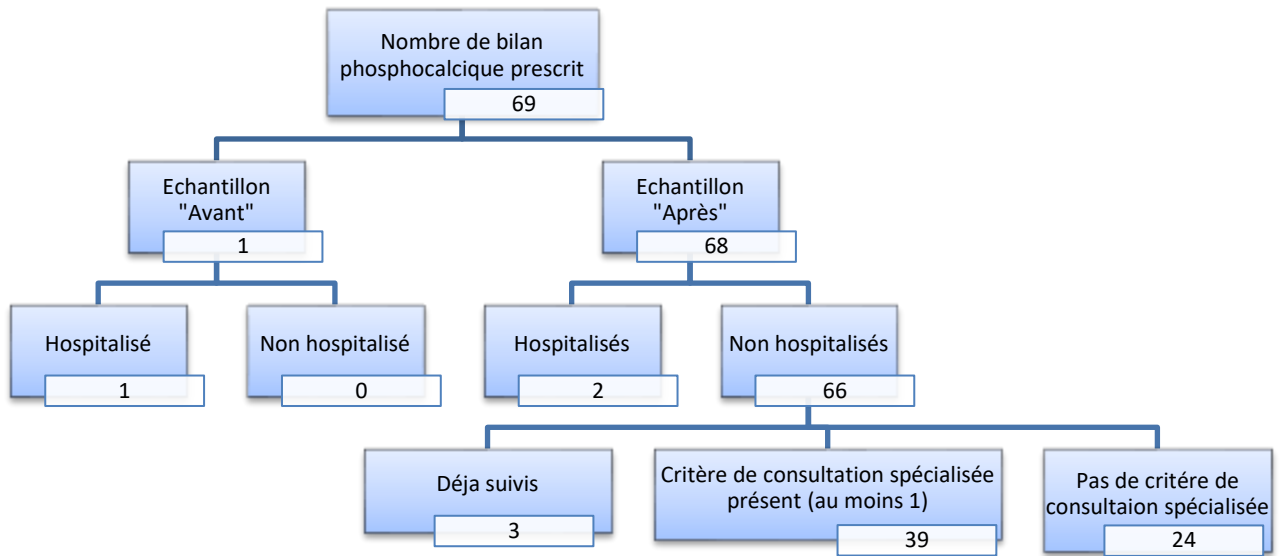 Nombre de bilan
phosphocalcique prescrit
69
Echantillon
"Avant"
1
Echantillon
"Après"
68
Hospitalisé
1
Non hospitalisé
0
Hospitalisés
2
Non hospitalisés
66
Déja suivis
3
Critère de consultation spécialisée
présent (au moins 1)
39
Pas de critére de
consultaion spécialisée
24